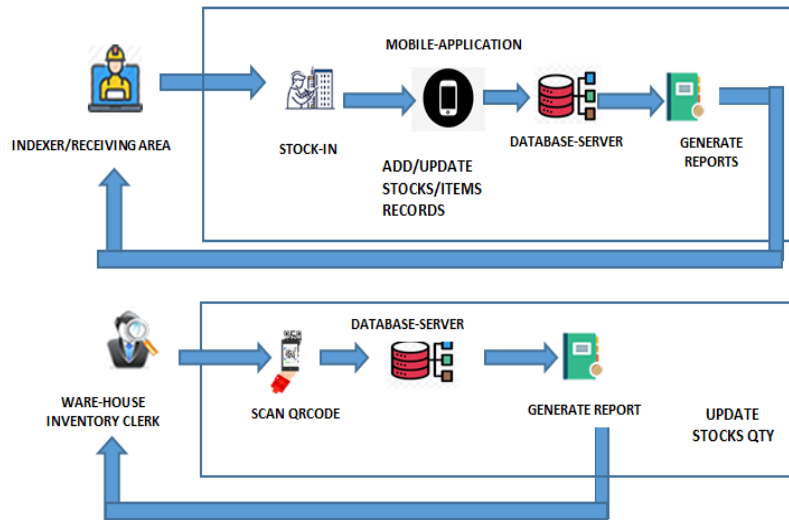 MOBILE-APPLICATION
INDEXER/RECEIVING AREA
STOCK-IN
DATABASE-SERVER
GENERATE
REPORTS
ADD/UPDATE
STOCKS/ITEMS
RECORDS
DATABASE-SERVER
WARE-HOUSE
INVENTORY CLERK
SCAN QRCODE
GENERATE REPORT
UPDATE
STOCKS QTY